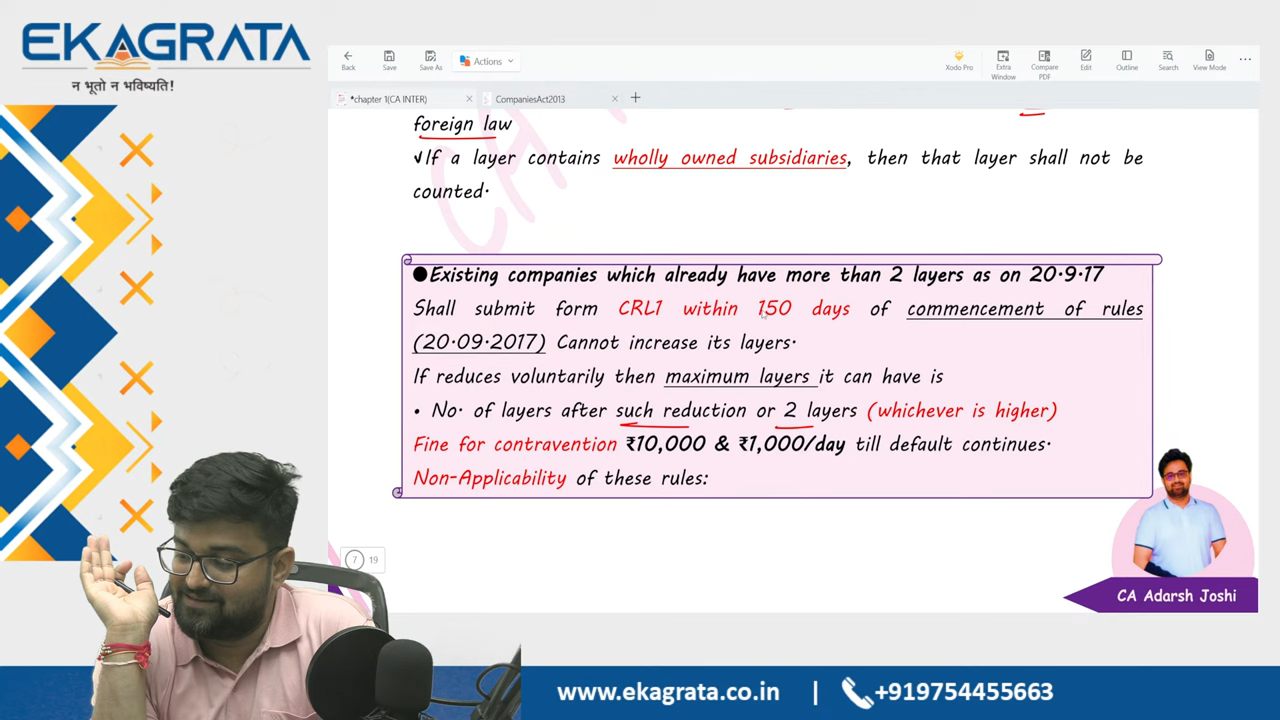 EKAGRATA
न भूतो न भविष्यति!
Back
Save
Save As
Actions
Xodo Pro
Extra Window
Compare PDF
Edit
Outline
Search
View Mode
*chapter 1(CA INTER)
CompaniesAct2013
foreign law
✓If a layer contains wholly owned subsidiaries, then that layer shall not be
counted.
●Existing companies which already have more than 2 layers as on 20.9.17
Shall submit form CRL1 within 150 days of commencement of rules
(20.09.2017) Cannot increase its layers.
If reduces voluntarily then maximum layers it can have is
• No. of layers after such reduction or 2 layers (whichever is higher)
Fine for contravention ₹10,000 & ₹1,000/day till default continues.
Non-Applicability of these rules:
7 19
CA Adarsh Joshi
www.ekagrata.co.in | +919754455663